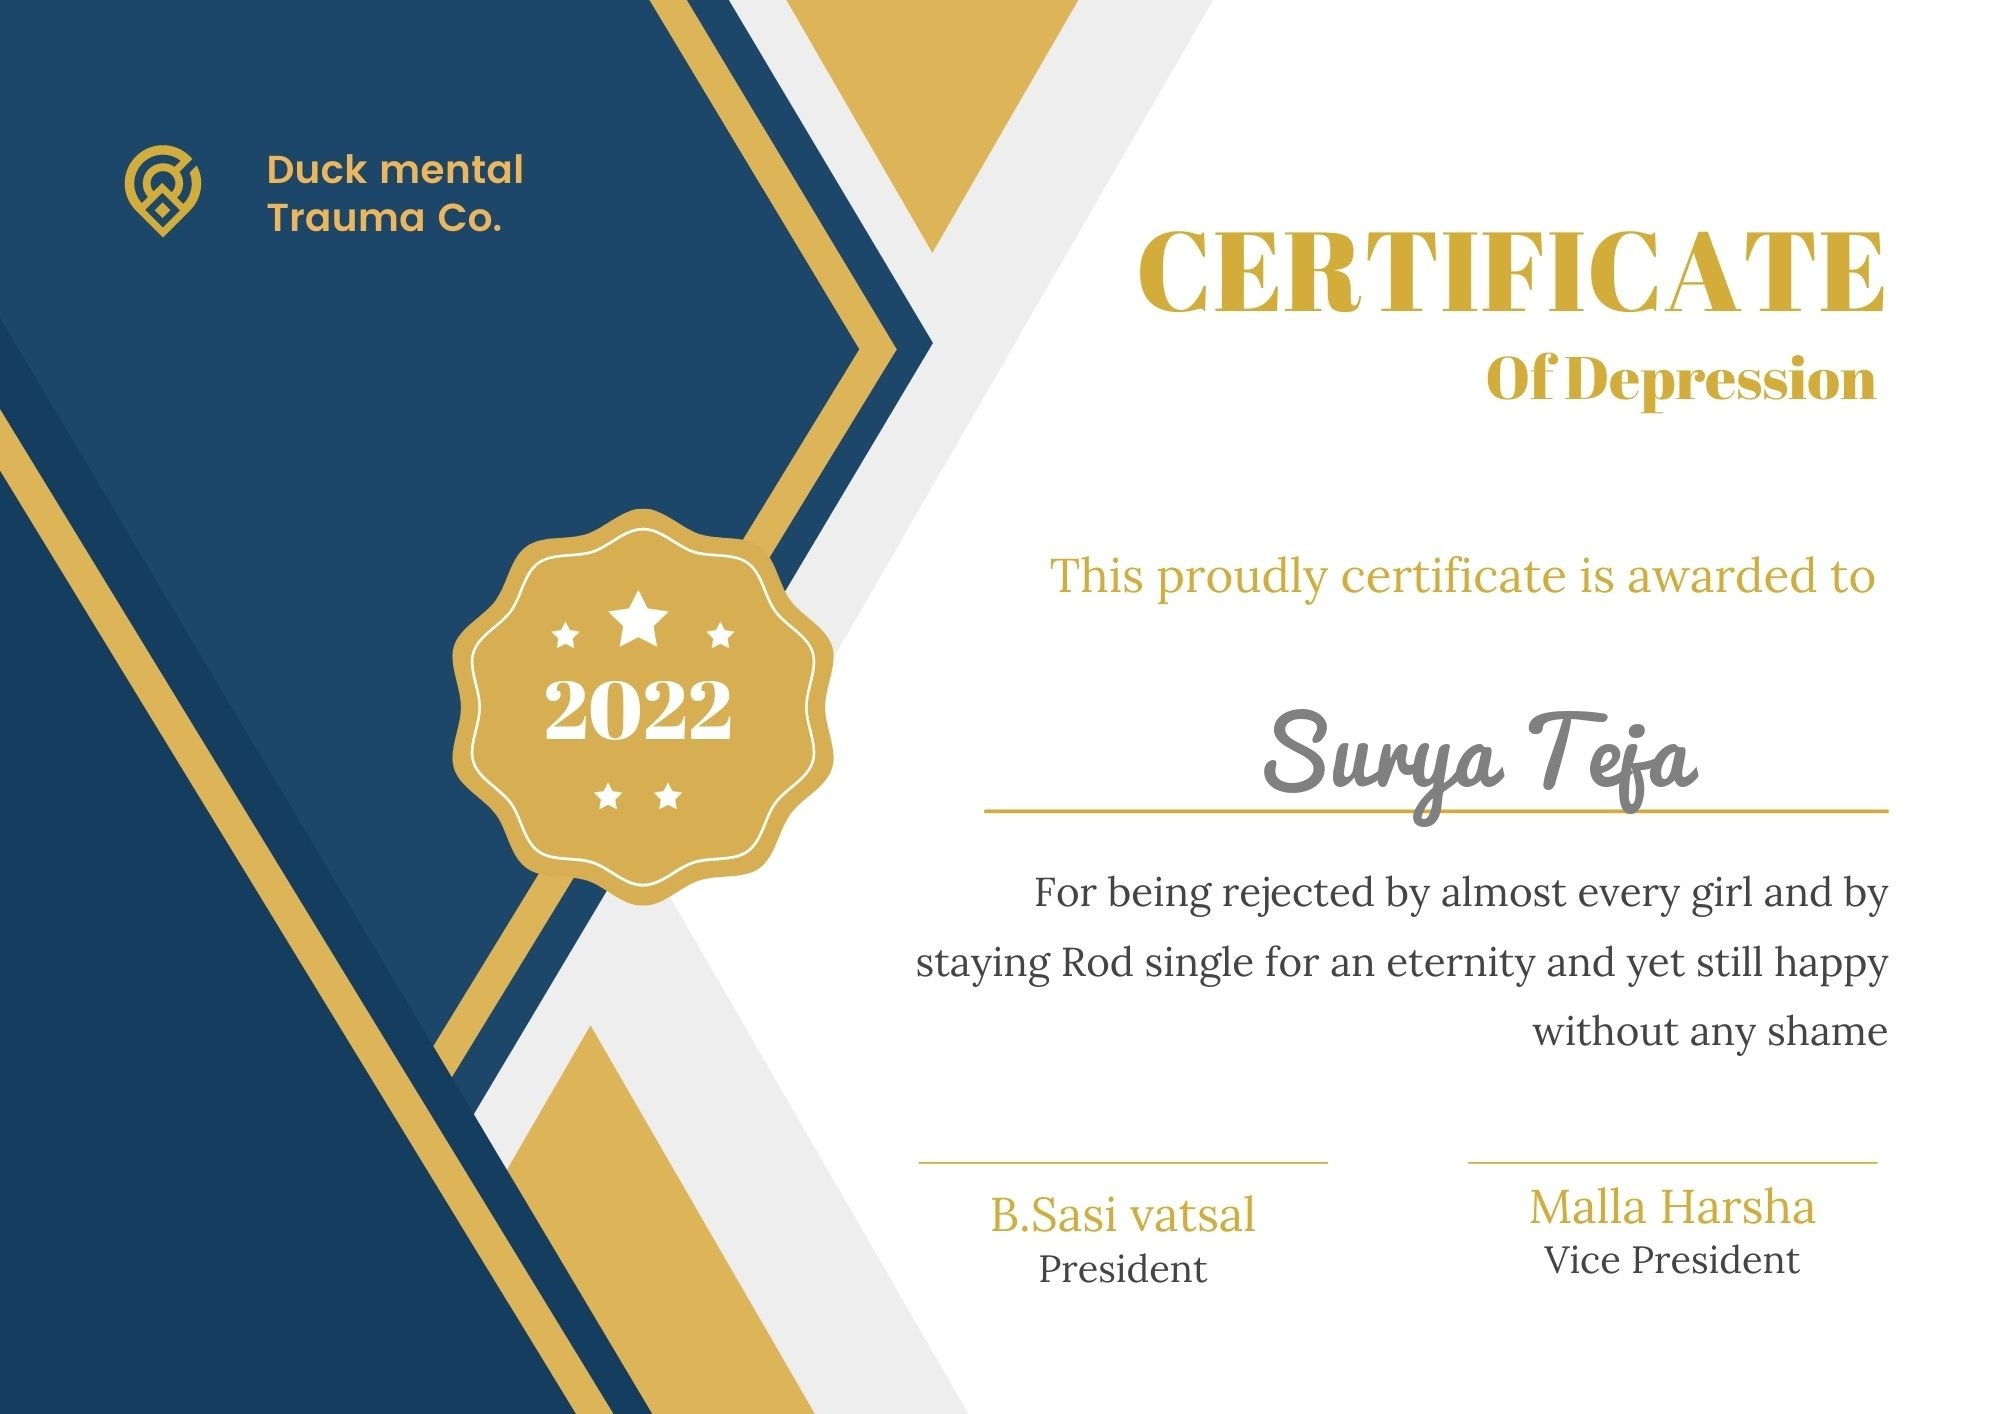 Duck mental
Trauma Co.
CERTIFICATE
Of Depression
This proudly certificate is awarded to
2022
Surya Teja
For being rejected by almost every girl and by
staying Rod single for an eternity and yet still happy
without any shame
B.Sasi vatsal
President
Malla Harsha
Vice President